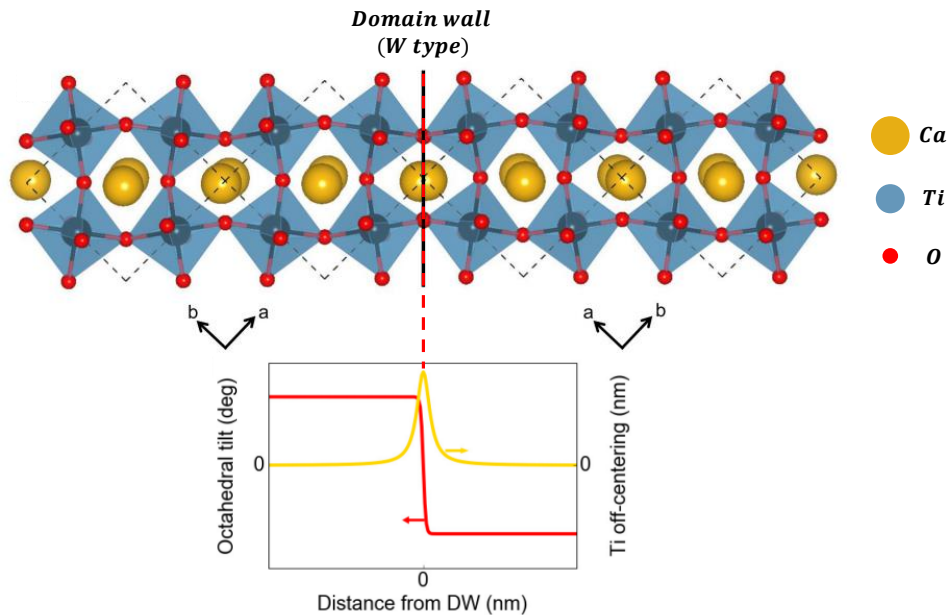 Domain wall
(W type)
Ca
Ti
O
b
a
a
b
Octahedral tilt (deg)
0
0
Ti off-centering (nm)
0
Distance from DW (nm)